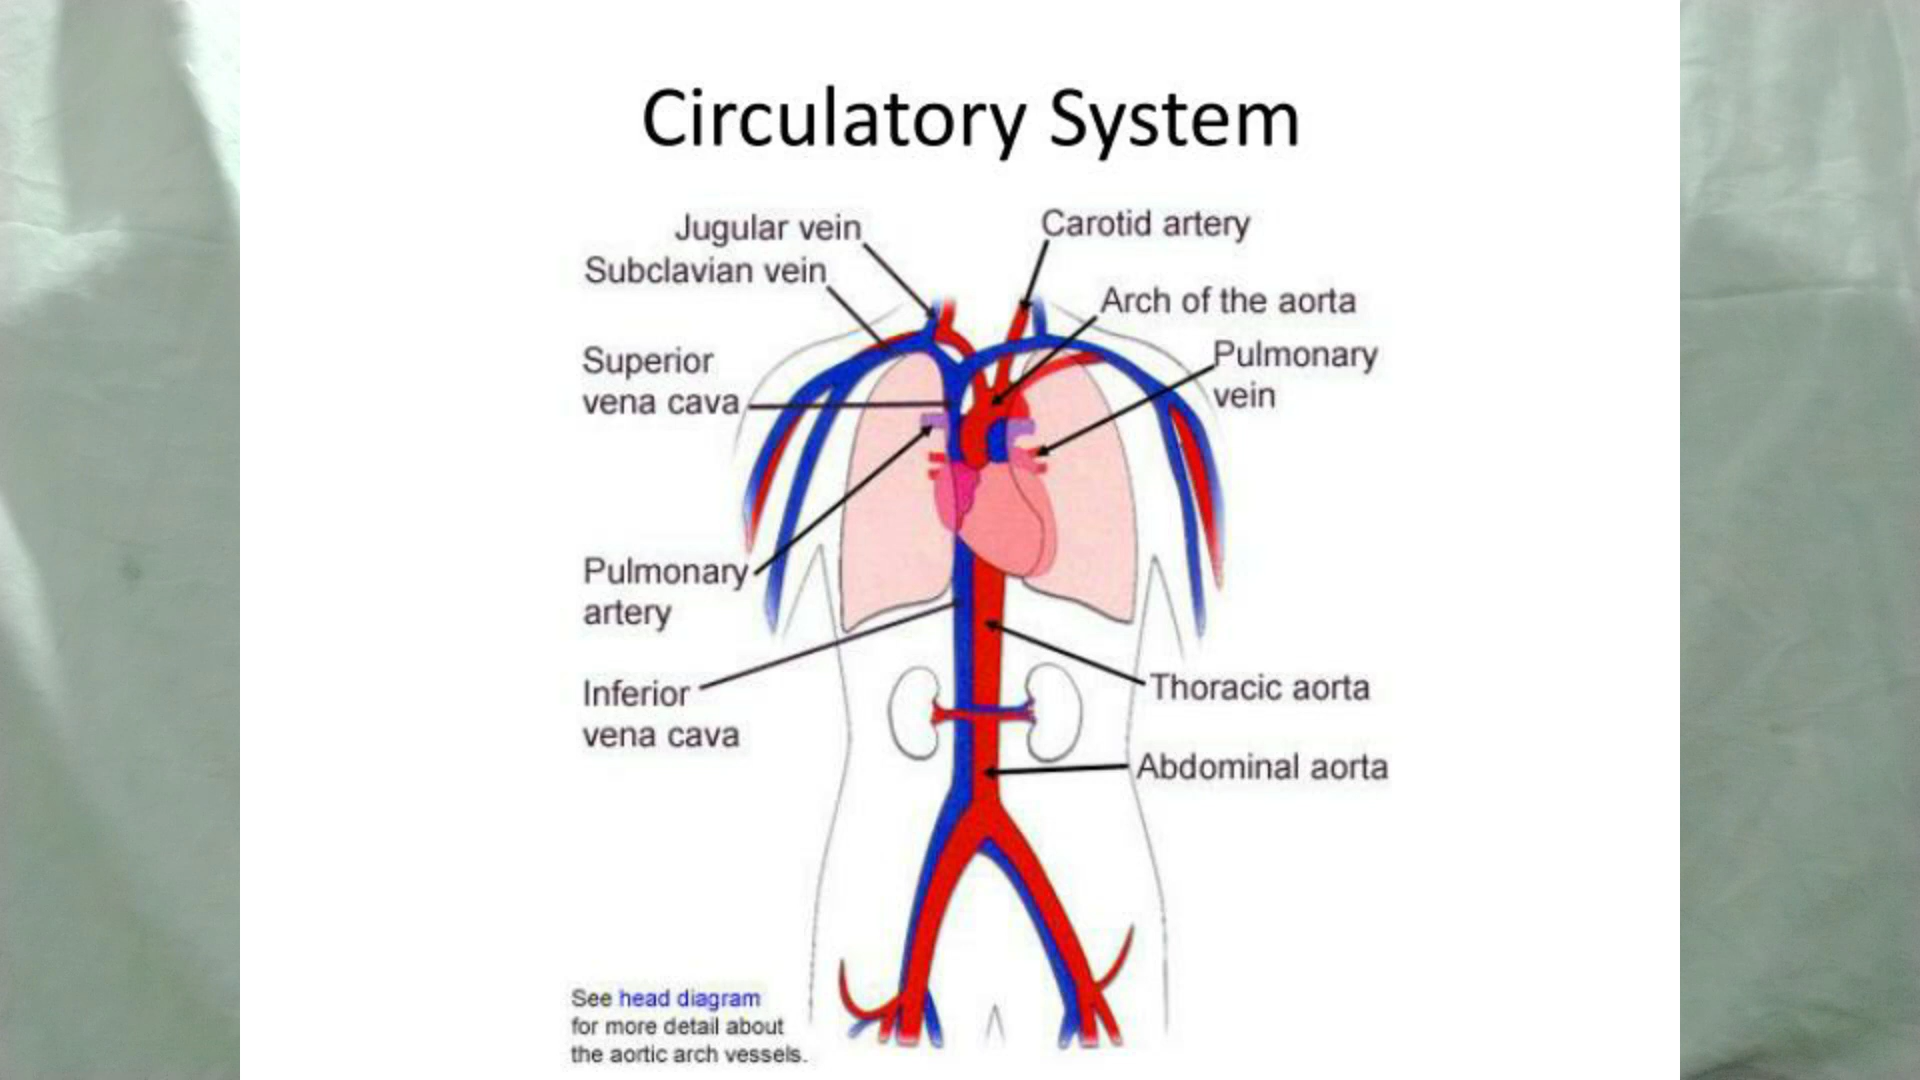 Circulatory System
Jugular vein
Subclavian vein
Superior
vena cava
Pulmonary
artery
Inferior
vena cava
Carotid artery
Arch of the aorta
Pulmonary
vein
Thoracic aorta
Abdominal aorta
See head diagram
for more detail about
the aortic arch vessels.